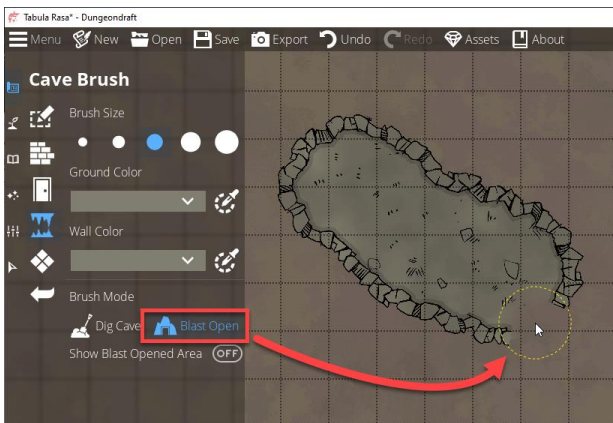 Tabula Rasa* - Dungeondraft
Menu New Open Save Export Undo Redo Assets About
Cave Brush
Brush Size
Ground Color
Wall Color
Brush Mode
Dig Cave Blast Open
Show Blast Opened Area OFF